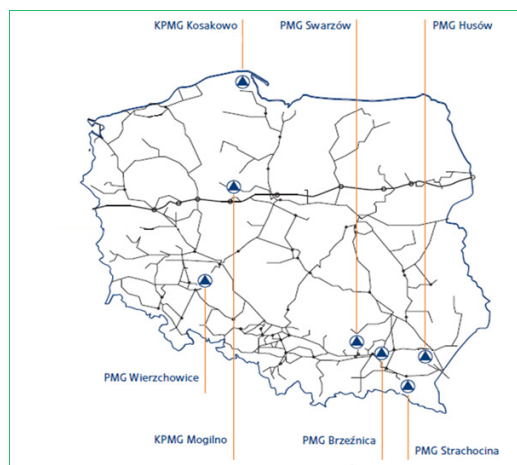 KPMG Kosakowo
PMG Swarzów
PMG Husów
PMG Wierzchowice
KPMG Mogilno
PMG Brzeźnica
PMG Strachocina